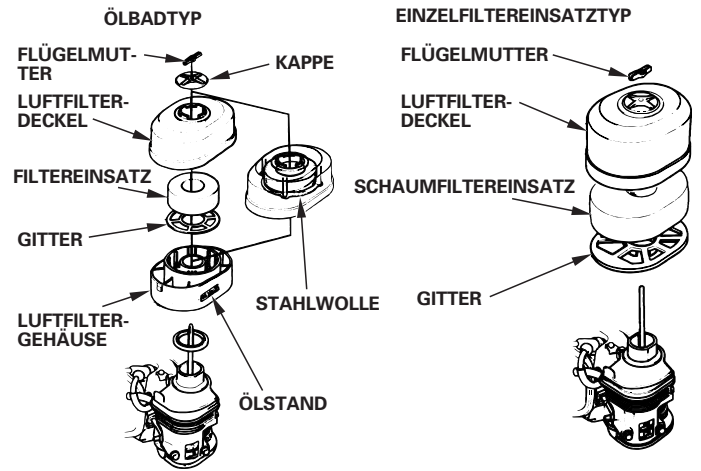 ÖLBADTYP
FLÜGELMUT-
TER
KAPPE
LUFTFILTER-
DECKEL
FILTEREINSATZ
GITTER
STAHLWOLLE
LUFTFILTER-
GEHÄUSE
ÖLSTAND
EINZELFILTEREINSATZTYP
FLÜGELMUTTER
LUFTFILTER-
DECKEL
SCHAUMFILTEREINSATZ
GITTER